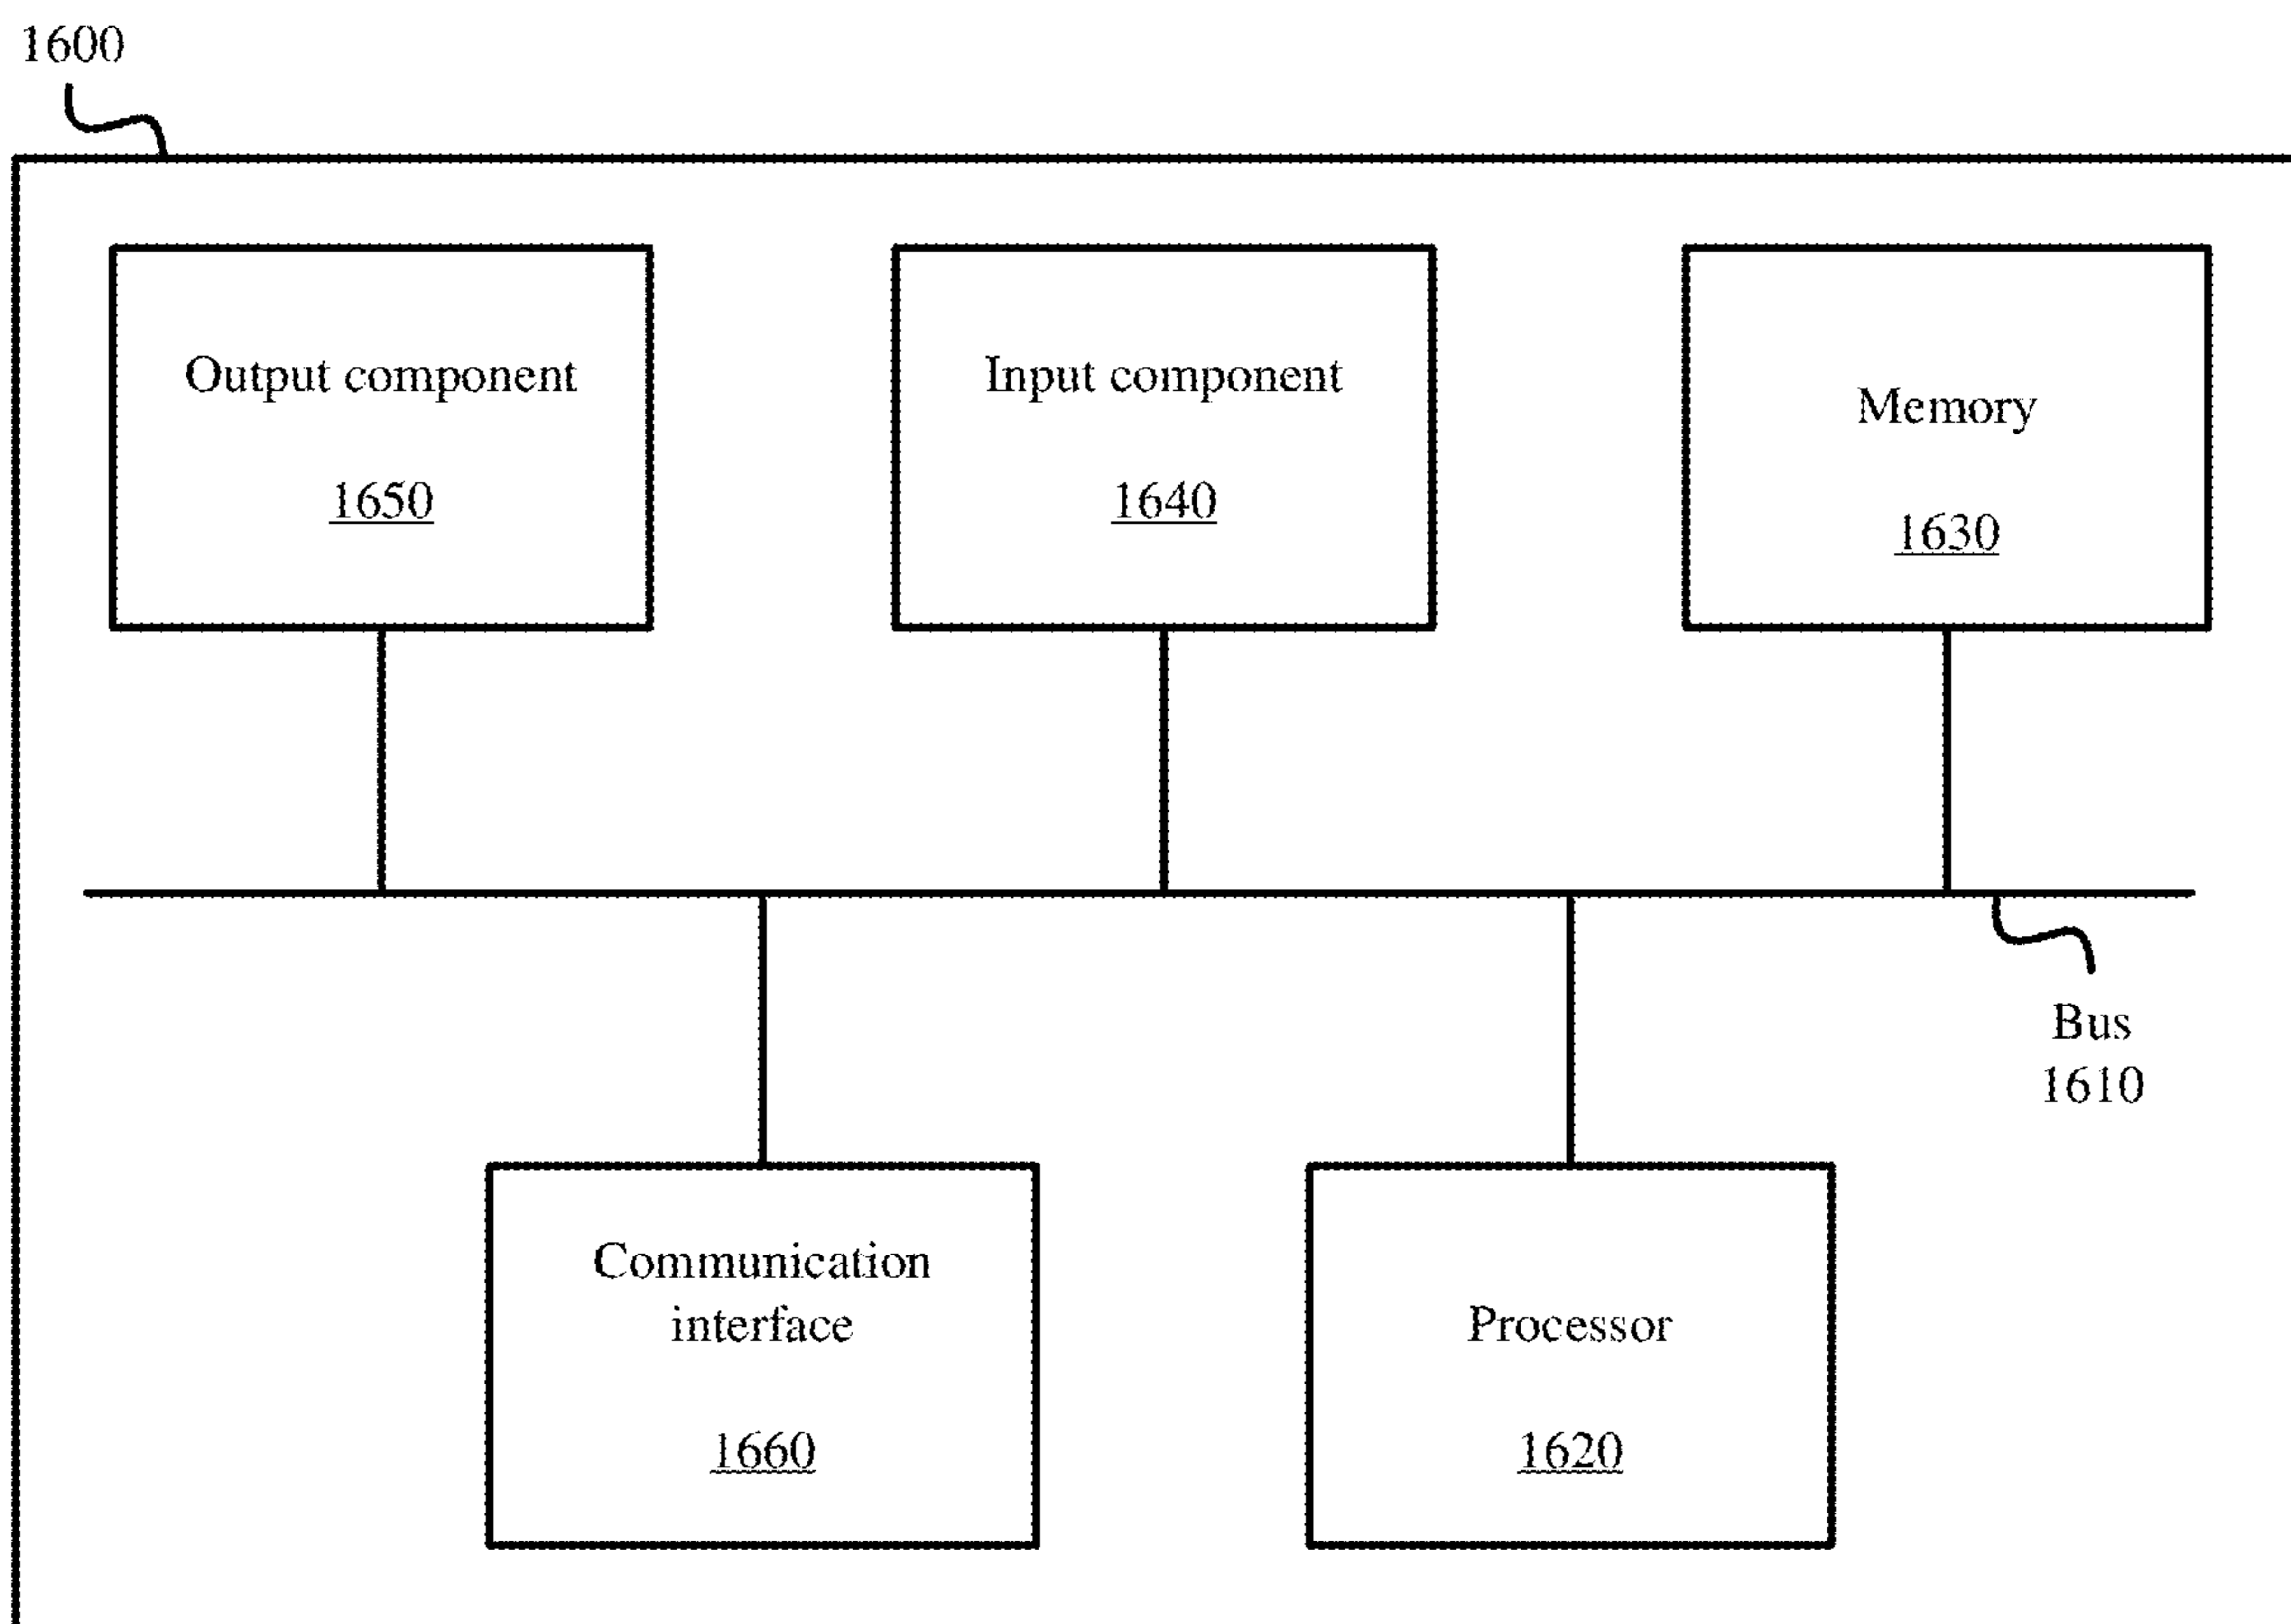 1600
Output component
1650
Input component
1640
Memory
1630
Bus
1610
Communication
interface
1660
Processor
1620